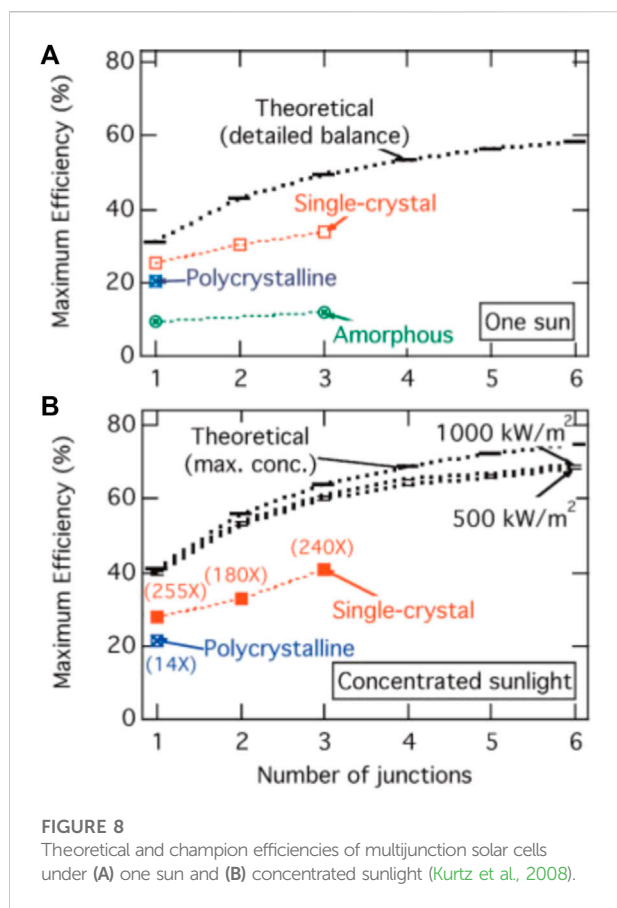 A
80
Theoretical
(detailed balance)
60
Single-crystal
40
Polycrystalline
20
Amorphous
One sun
0
1 2 3 4 5 6
Maximum Efficiency (%)
B
80
Theoretical
(max. conc.)
1000 kW/m2
60
500 kW/m2
(240X)
(180X)
40
(255X)
Single-crystal
20
Polycrystalline
(14X)
Concentrated sunlight
0
1 2 3 4 5 6
Maximum Efficiency (%)
Number of junctions
FIGURE 8
Theoretical and champion efficiencies of multijunction solar cells
under (A) one sun and (B) concentrated sunlight (Kurtz et al., 2008).